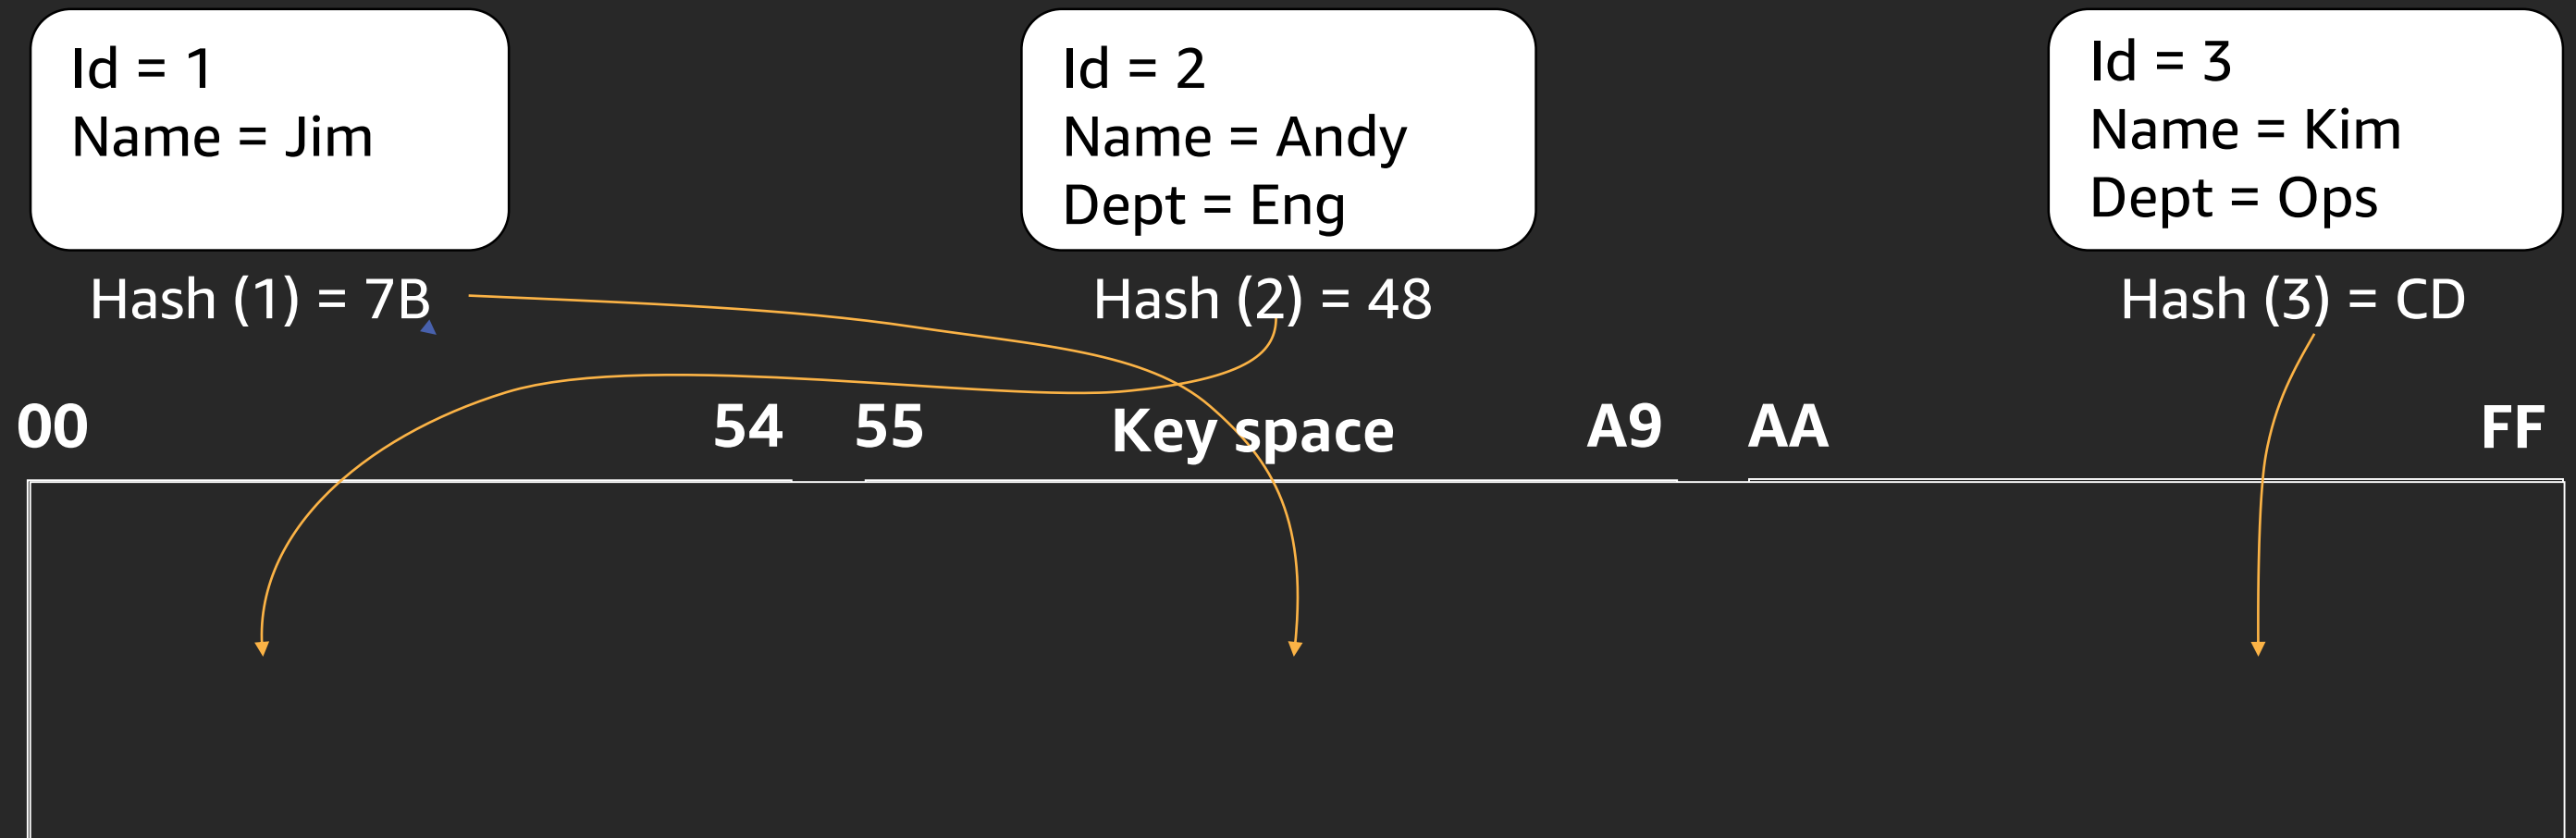 Id = 1
Name = Jim
Id = 2
Name = Andy
Dept = Eng
Id = 3
Name = Kim
Dept = Ops
Hash (1) = 7B
Hash (2) = 48
Hash (3) = CD
00
54
55
Key space
A9
AA
FF